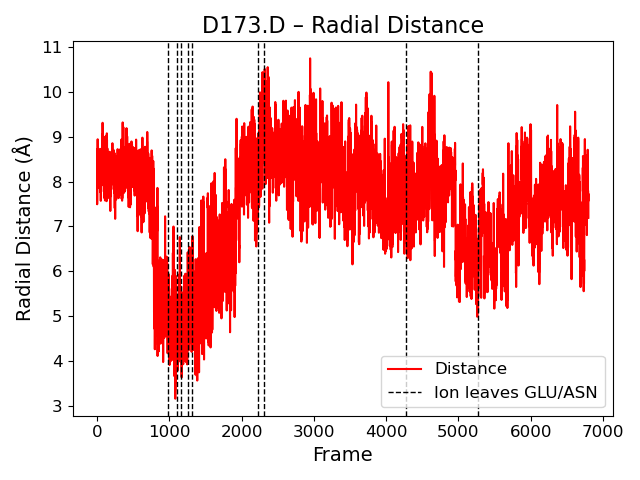 D173.D – Radial Distance
Radial Distance (Å)
11
10
9
8
7
6
5
4
3
Distance
Ion leaves GLU/ASN
0 1000 2000 3000 4000 5000 6000 7000
Frame